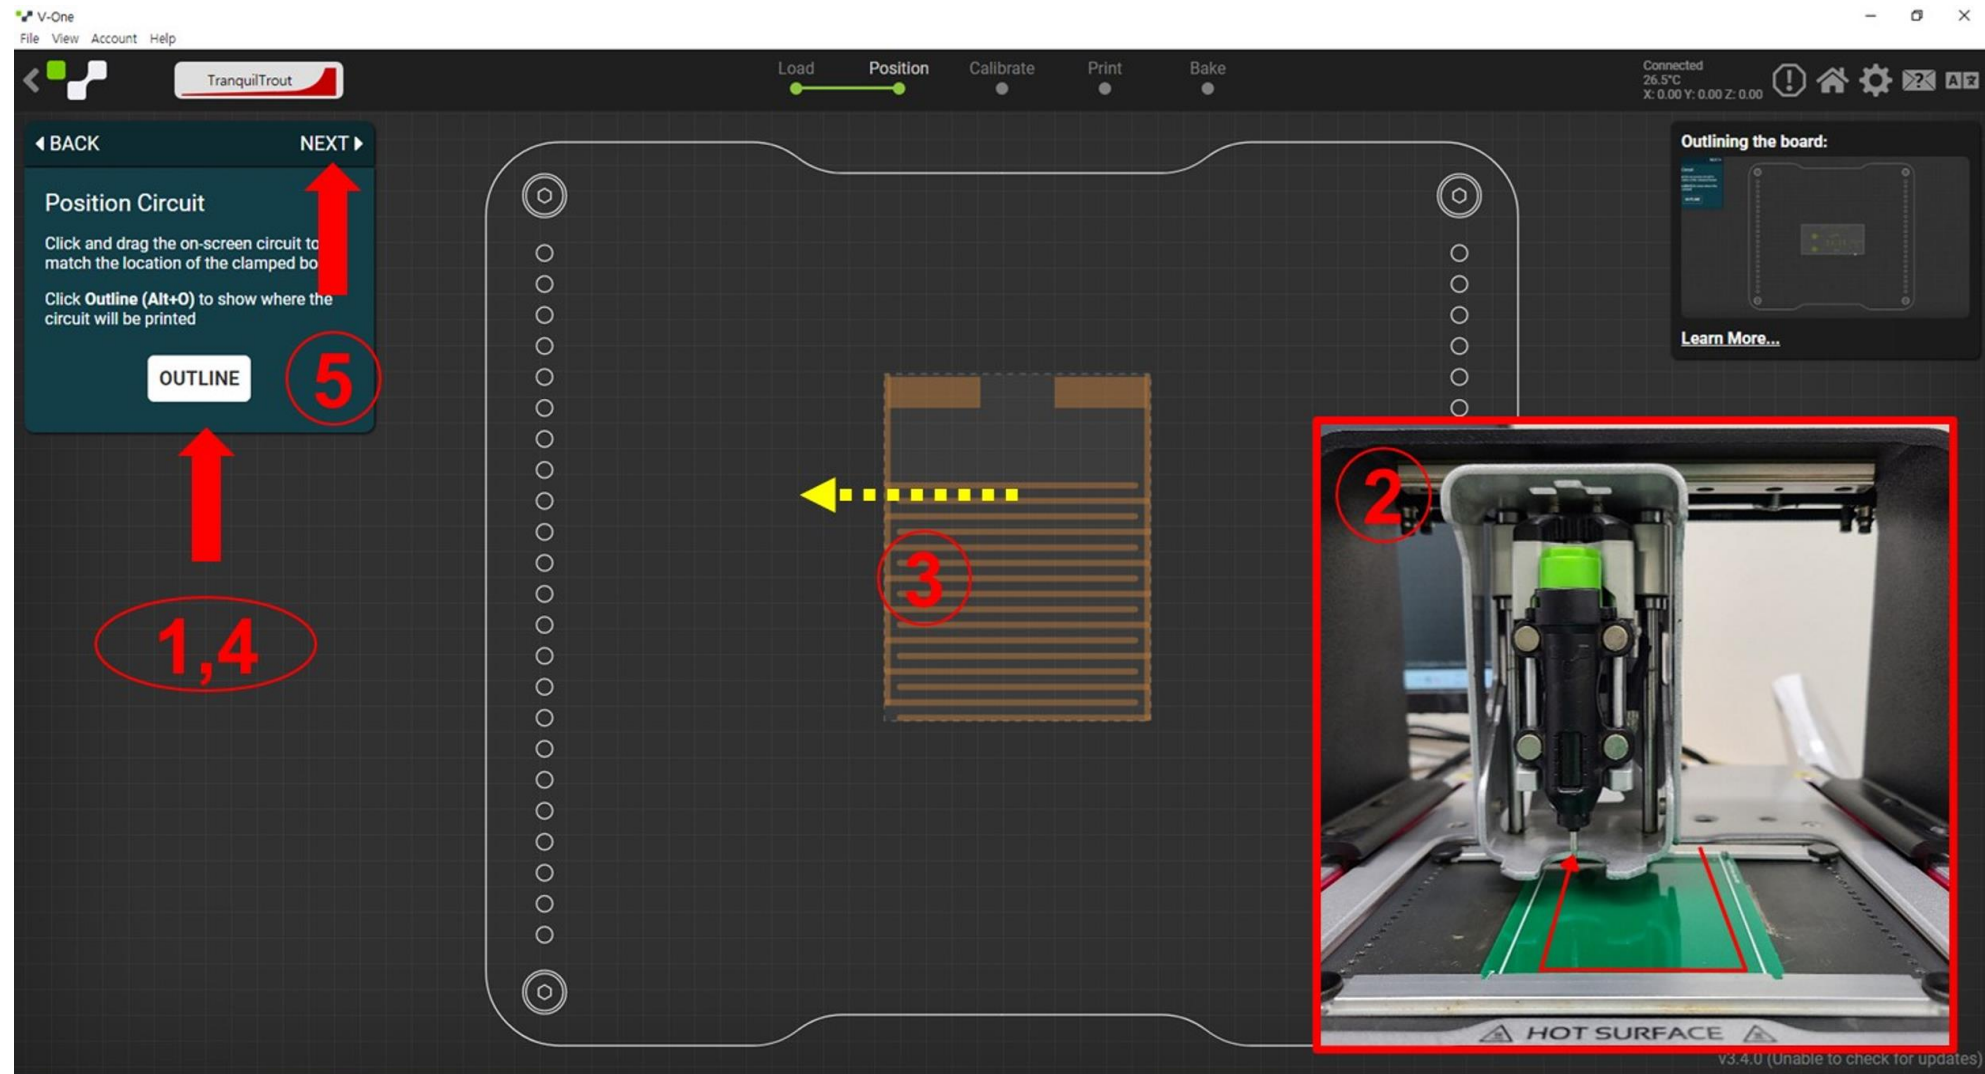 V-One
File View Account Help
TranquilTrout
Load Position Calibrate Print Bake
Connected
26.5°C
X: 0.00 Y: 0.00 Z: 0.00
BACK NEXT
Position Circuit
Click and drag the on-screen circuit to
match the location of the clamped bo
Click Outline (Alt+O) to show where the
circuit will be printed
OUTLINE
5
1,4
3
Outlining the board:
Learn More...
2
HOT SURFACE
v3.4.0 (Unable to check for updates)